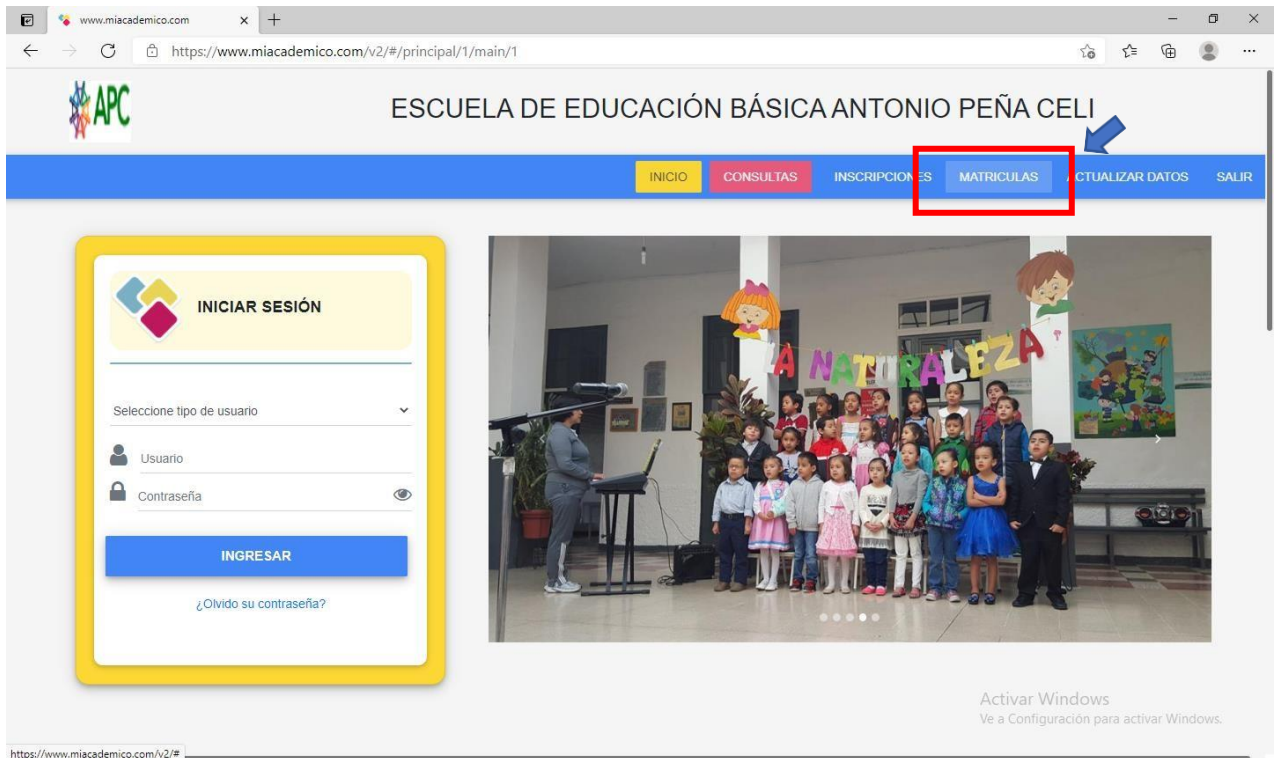 www.miacademico.com
https://www.miacademico.com/v2/#/principal/1/main/1
APC
ESCUELA DE EDUCACIÓN BÁSICA ANTONIO PEÑA CELI
INICIO CONSULTAS INSCRIPCIONES MATRICULAS ACTUALIZAR DATOS SALIR
INICIAR SESIÓN
Seleccione tipo de usuario
Usuario
Contraseña
INGRESAR
¿Olvido su contraseña?
LA NATURALEZA
Activar Windows
Ve a Configuración para activar Windows.
https://www.miacademico.com/v2/#